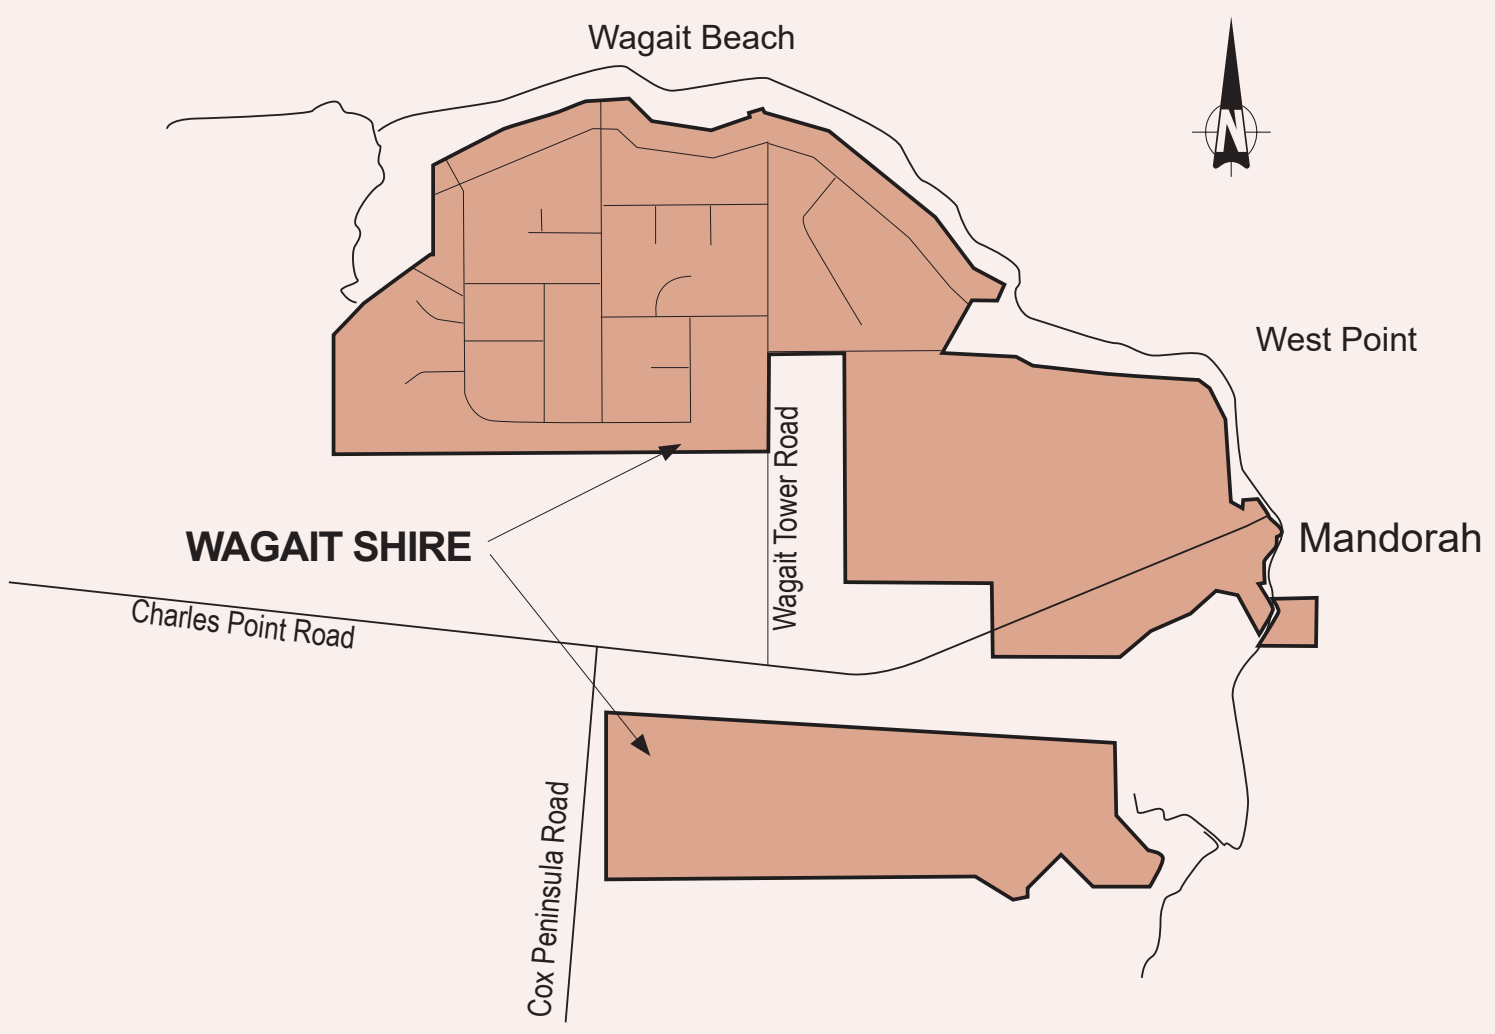 Wagait Beach
N
West Point
Wagait Tower Road
WAGAIT SHIRE
Mandorah
Charles Point Road
Cox Peninsula Road